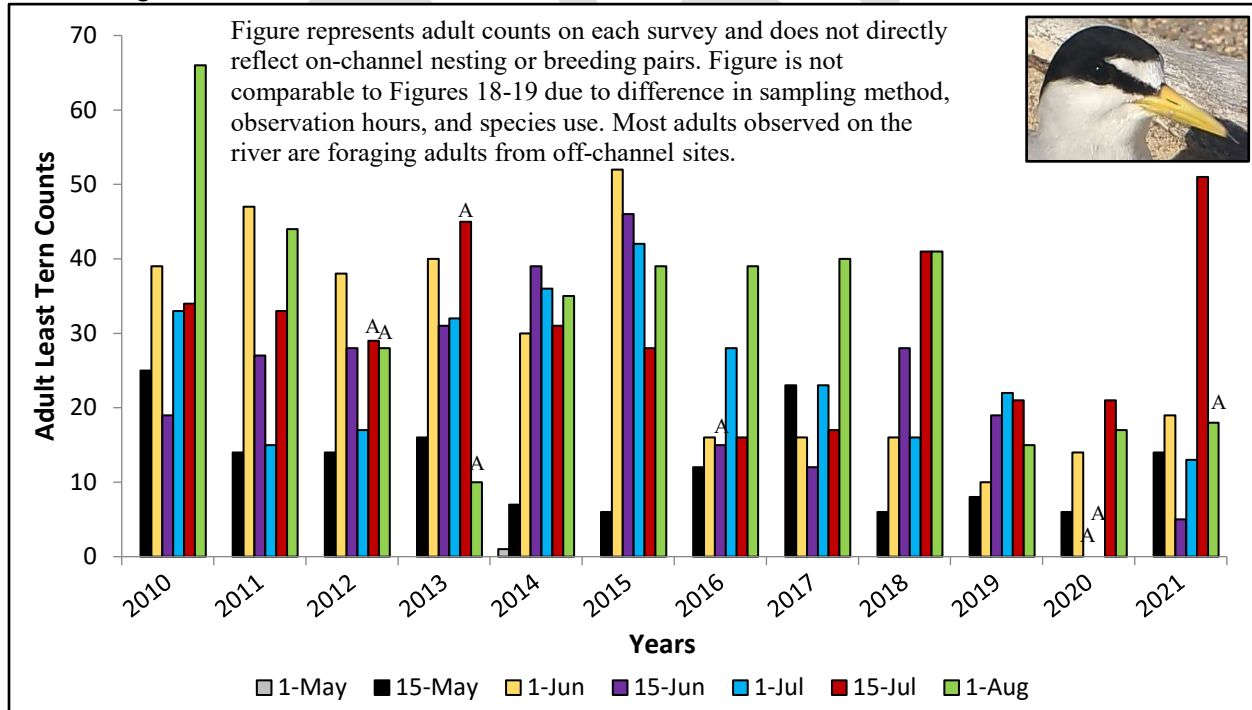 Figure represents adult counts on each survey and does not directly
reflect on-channel nesting or breeding pairs. Figure is not
comparable to Figures 18-19 due to difference in sampling method,
observation hours, and species use. Most adults observed on the
river are foraging adults from off-channel sites.
Adult Least Tern Counts
70
60
50
40
30
20
10
0
A
A
A
A
A
A
A
A
2010
2011
2012
2013
2014
2015
2016
2017
2018
2019
2020
2021
Years
1-May 15-May 1-Jun 15-Jun 1-Jul 15-Jul 1-Aug